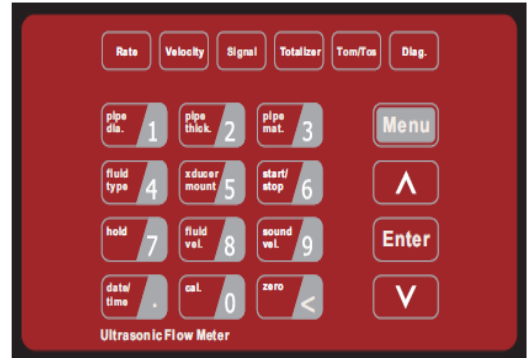 Rate Velocity Signal Totalizer Tom/Tos Diag.
pipe dia. 1 pipe thick. 2 pipe mat. 3 Menu
fluid type 4 xducer mount 5 start/ stop 6 ∧
hold 7 fluid vel. 8 sound vel. 9 Enter
date/ time . cal. 0 zero < ∨
Ultrasonic Flow Meter